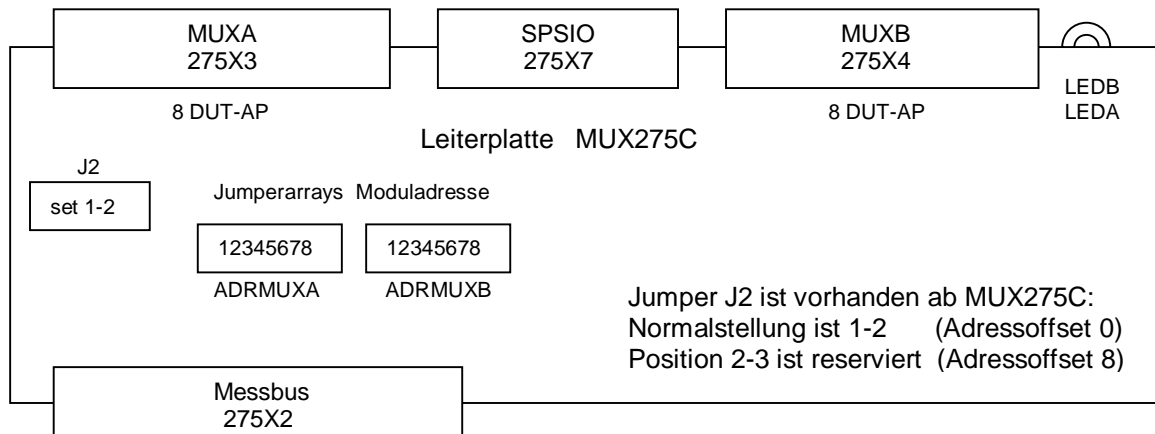 MUXA
275X3
SPSIO
275X7
MUXB
275X4
LEDB
LEDA
8 DUT-AP
8 DUT-AP
Leiterplatte MUX275C
J2
set 1-2
Jumperarrays Moduladresse
12345678
12345678
ADRMUXA
ADRMUXB
Jumper J2 ist vorhanden ab MUX275C:
Normalstellung ist 1-2 (Adressoffset 0)
Position 2-3 ist reserviert (Adressoffset 8)
Messbus
275X2